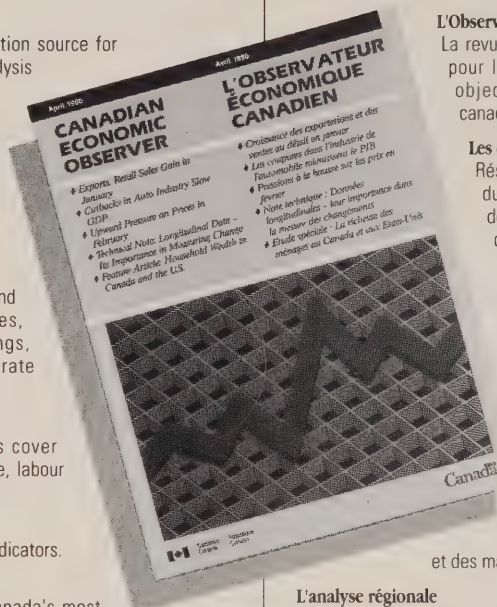 tion source for
lysis
nd
es,
ngs,
rate
s cover
e, labour
dicators.
nada's most
April 1990
CANADIAN
ECONOMIC
OBSERVER
♦ Exports, Retail Sales Gain in
January
♦ Cutbacks in Auto Industry Slow
GDP
♦ Upward Pressure on Prices in
February
♦ Technical Note: Longitudinal Data -
Its Importance in Measuring Change
♦ Feature Article: Household Wealth in
Canada and the U.S.
Avril 1990
L'OBSERVATEUR
ÉCONOMIQUE
CANADIEN
♦ Croissance des exportations et des
ventes au détail en janvier
♦ Les coupures dans l'industrie de
l'automobile ralentissent le PIB
♦ Pressions à la hausse sur les prix en
février
♦ Note technique : Données
longitudinales - leur importance dans
la mesure des changements
♦ Etude spéciale : La richesse des
ménages au Canada et aux Etats-Unis
Statistics Statistique
Canada Canada
Canada
L'Observ
La revu
pour l
objec
canad
Les
Rés
du
de
et des ma
L'analyse régionale